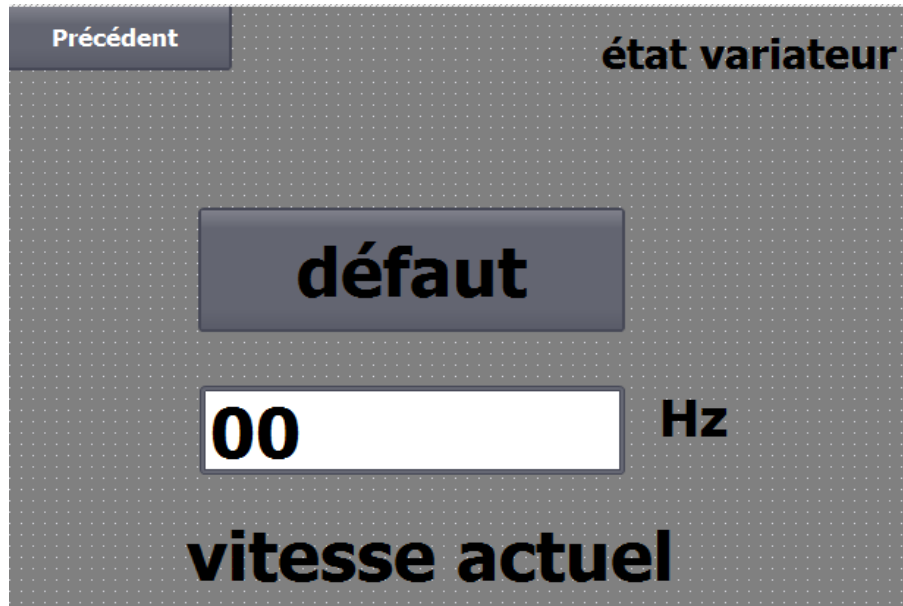 Précédent
état variateur
défaut
00
Hz
vitesse actuel